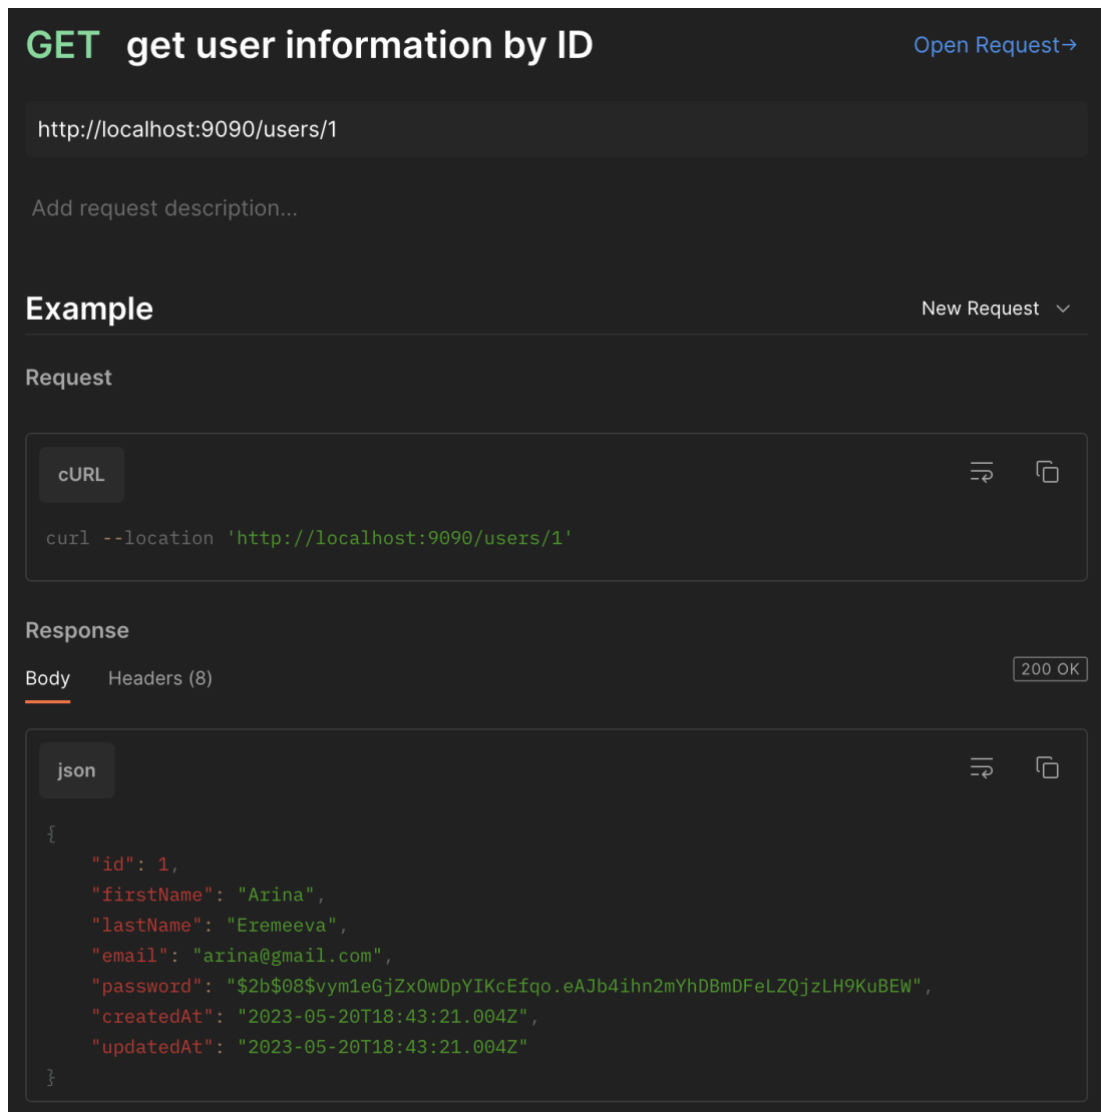 GET get user information by ID
Open Request→
http://localhost:9090/users/1
Add request description...
Example
New Request
Request
cURL
curl --location 'http://localhost:9090/users/1'
Response
Body Headers (8)
200 OK
json
{
    "id": 1,
    "firstName": "Arina",
    "lastName": "Eremeeva",
    "email": "arina@gmail.com",
    "password": "$2b$08$vym1eGjZxOwDpYIKcEfqo.eAJb4ihn2mYhDBmDFeLZQjzLH9KuBEW",
    "createdAt": "2023-05-20T18:43:21.004Z",
    "updatedAt": "2023-05-20T18:43:21.004Z"
}